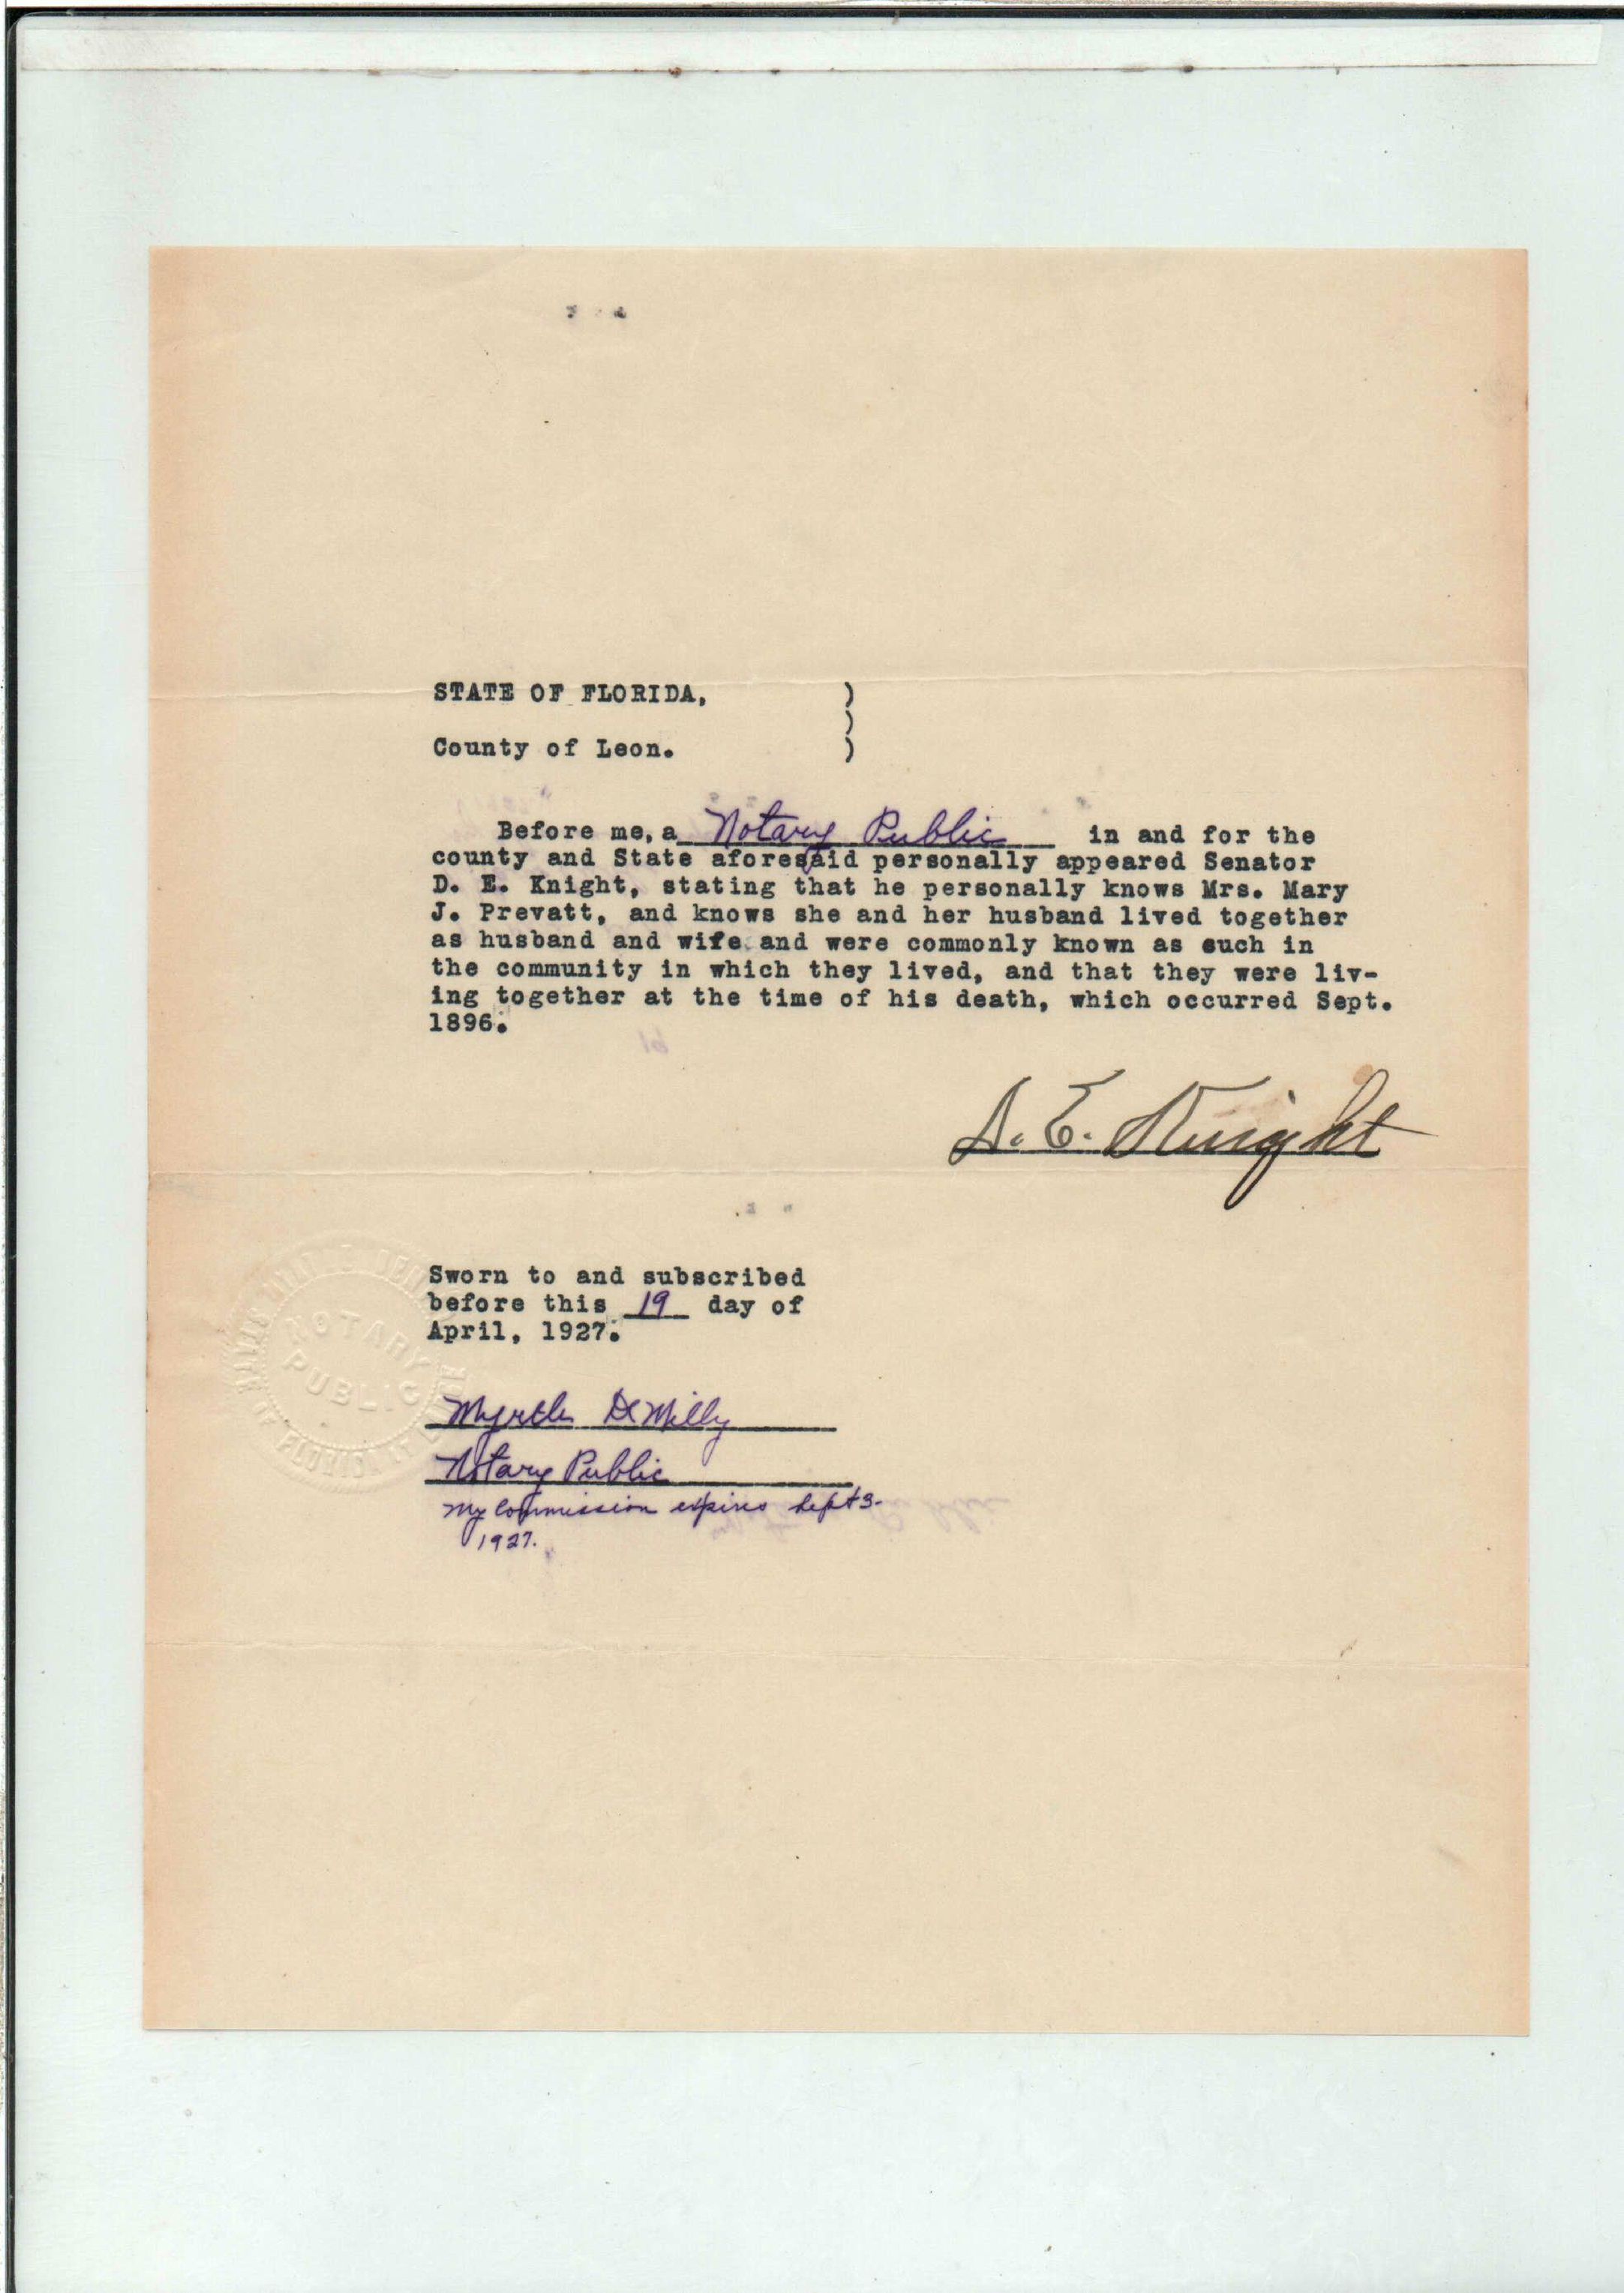 STATE OF FLORIDA, )
)
County of Leon. )
Before me, a Notary Public in and for the
county and State aforesaid personally appeared Senator
D. E. Knight, stating that he personally knows Mrs. Mary
J. Prevatt, and knows she and her husband lived together
as husband and wife and were commonly known as such in
the community in which they lived, and that they were liv-
ing together at the time of his death, which occurred Sept.
1896.
D. E. Knight
Sworn to and subscribed
before this 19 day of
April, 1927.
NOTARY
PUBLIC
Myrtle DeMilly
Notary Public
My Commission expires Sept 3-
1927.